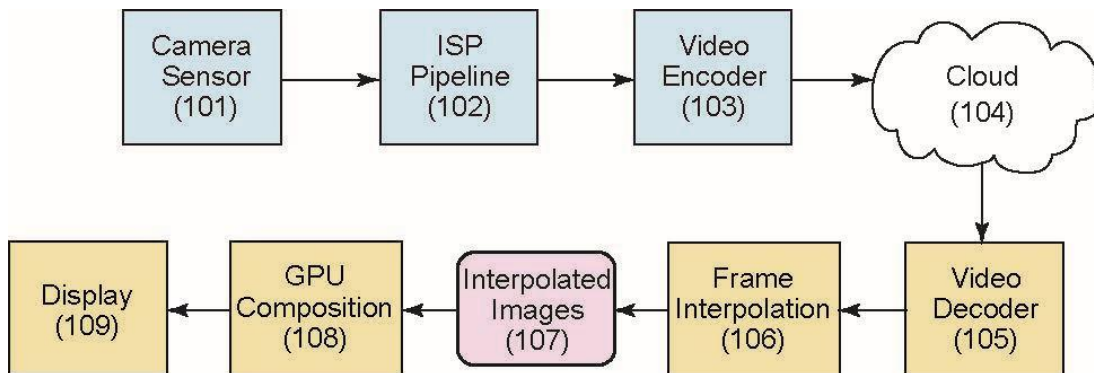 Camera
Sensor
(101)
ISP
Pipeline
(102)
Video
Encoder
(103)
Cloud
(104)
Display
(109)
GPU
Composition
(108)
Interpolated
Images
(107)
Frame
Interpolation
(106)
Video
Decoder
(105)